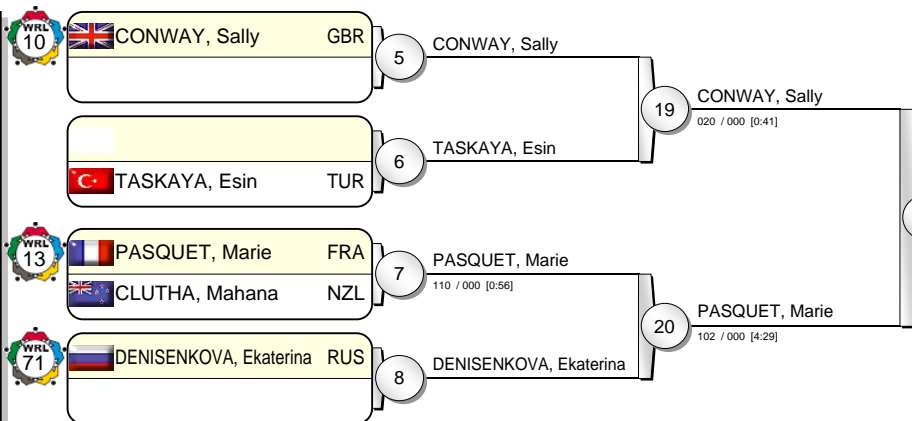 WRL
10
CONWAY, Sally GBR
5
CONWAY, Sally
19
CONWAY, Sally
020 / 000 [0:41]
6
TASKAYA, Esin
TASKAYA, Esin TUR
WRL
13
PASQUET, Marie FRA
7
PASQUET, Marie
110 / 000 [0:56]
CLUTHA, Mahana NZL
20
PASQUET, Marie
102 / 000 [4:29]
WRL
71
DENISENKOVA, Ekaterina RUS
8
DENISENKOVA, Ekaterina